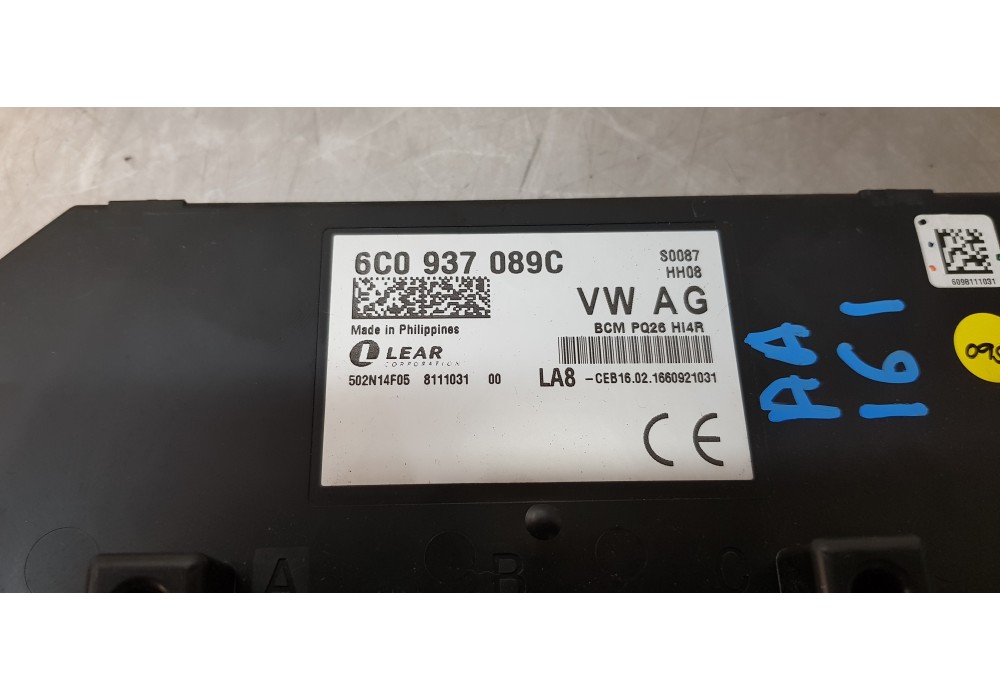 6C0 937 089C
S0087
HH08
VW AG
Made in Philippines
BCM PQ26 HI4R
LEAR
CORPORATION
502N14F05 8111031 00
LA8 -CEB16.02.1660921031
CE
6098111031
AA
161
A B C